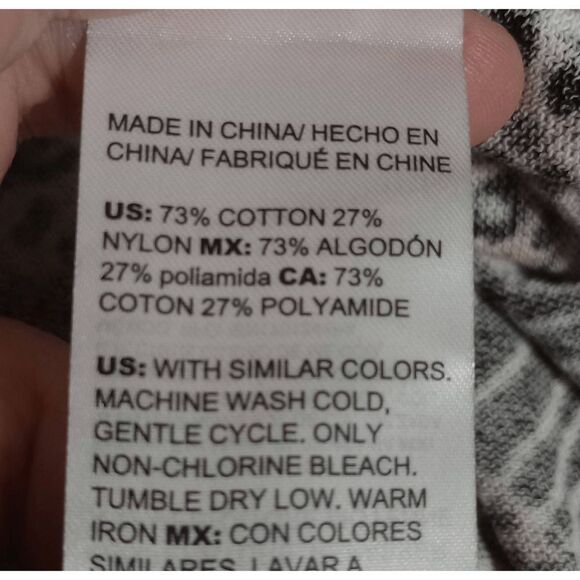 MADE IN CHINA/ HECHO EN
CHINA/ FABRIQUÉ EN CHINE
US: 73% COTTON 27%
NYLON MX: 73% ALGODÓN
27% poliamida CA: 73%
COTON 27% POLYAMIDE
US: WITH SIMILAR COLORS.
MACHINE WASH COLD,
GENTLE CYCLE. ONLY
NON-CHLORINE BLEACH.
TUMBLE DRY LOW. WARM
IRON MX: CON COLORES
SIMILARES. LAVAR A